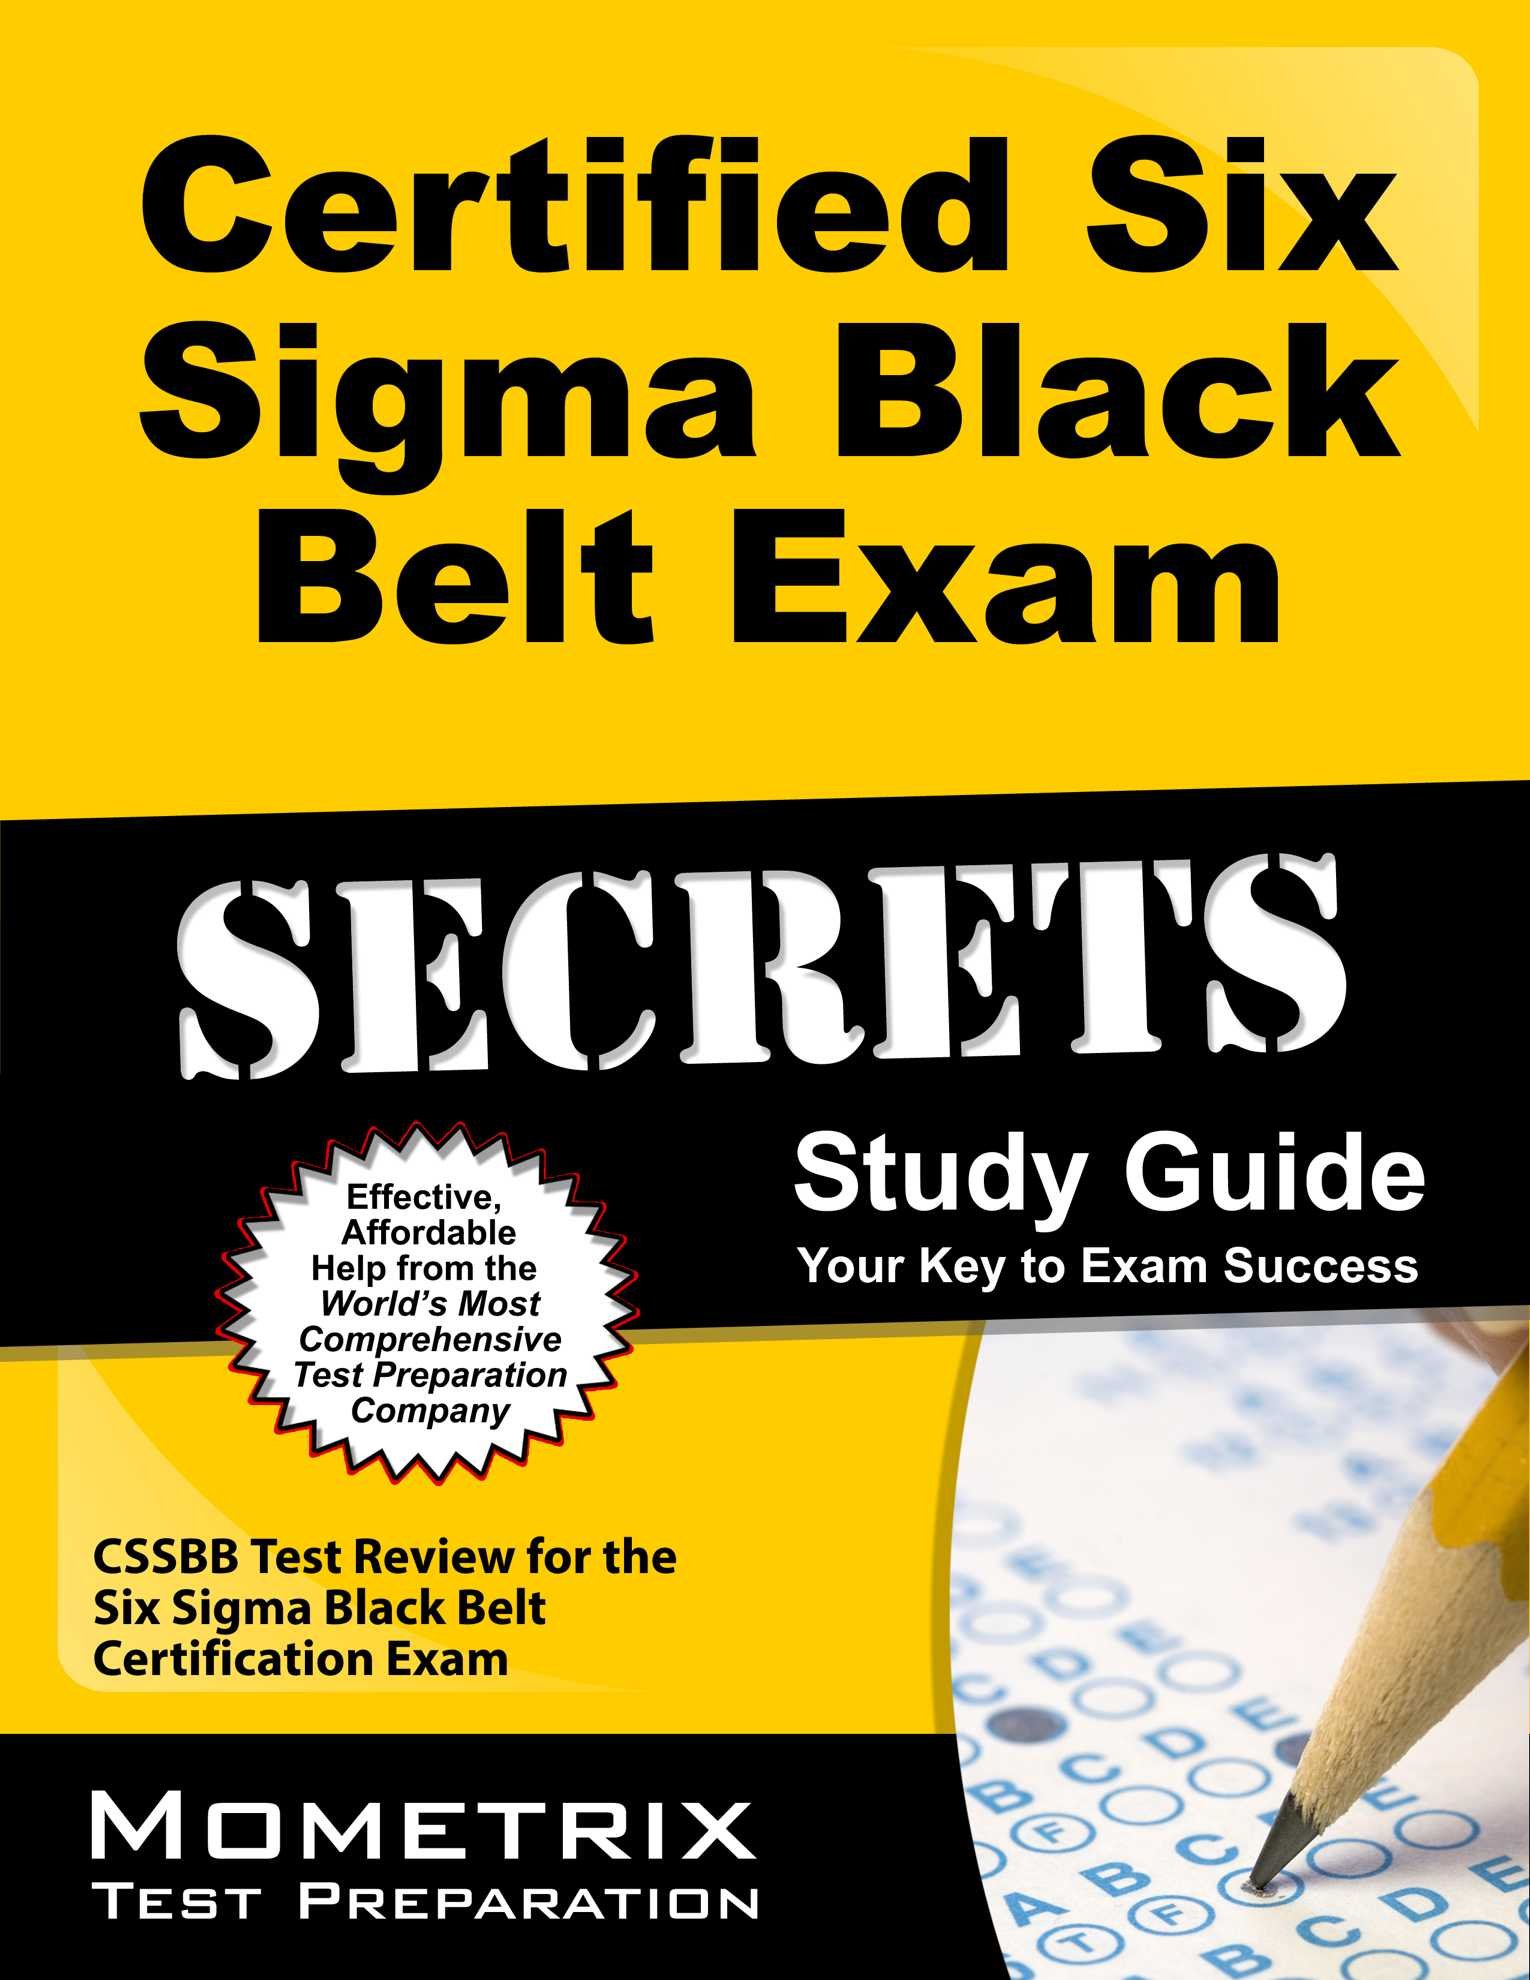 Certified Six
Sigma Black
Belt Exam
SECRETS
Study Guide
Your Key to Exam Success
Effective,
Affordable
Help from the
World's Most
Comprehensive
Test Preparation
Company
CSSBB Test Review for the
Six Sigma Black Belt
Certification Exam
MOMETRIX
TEST PREPARATION